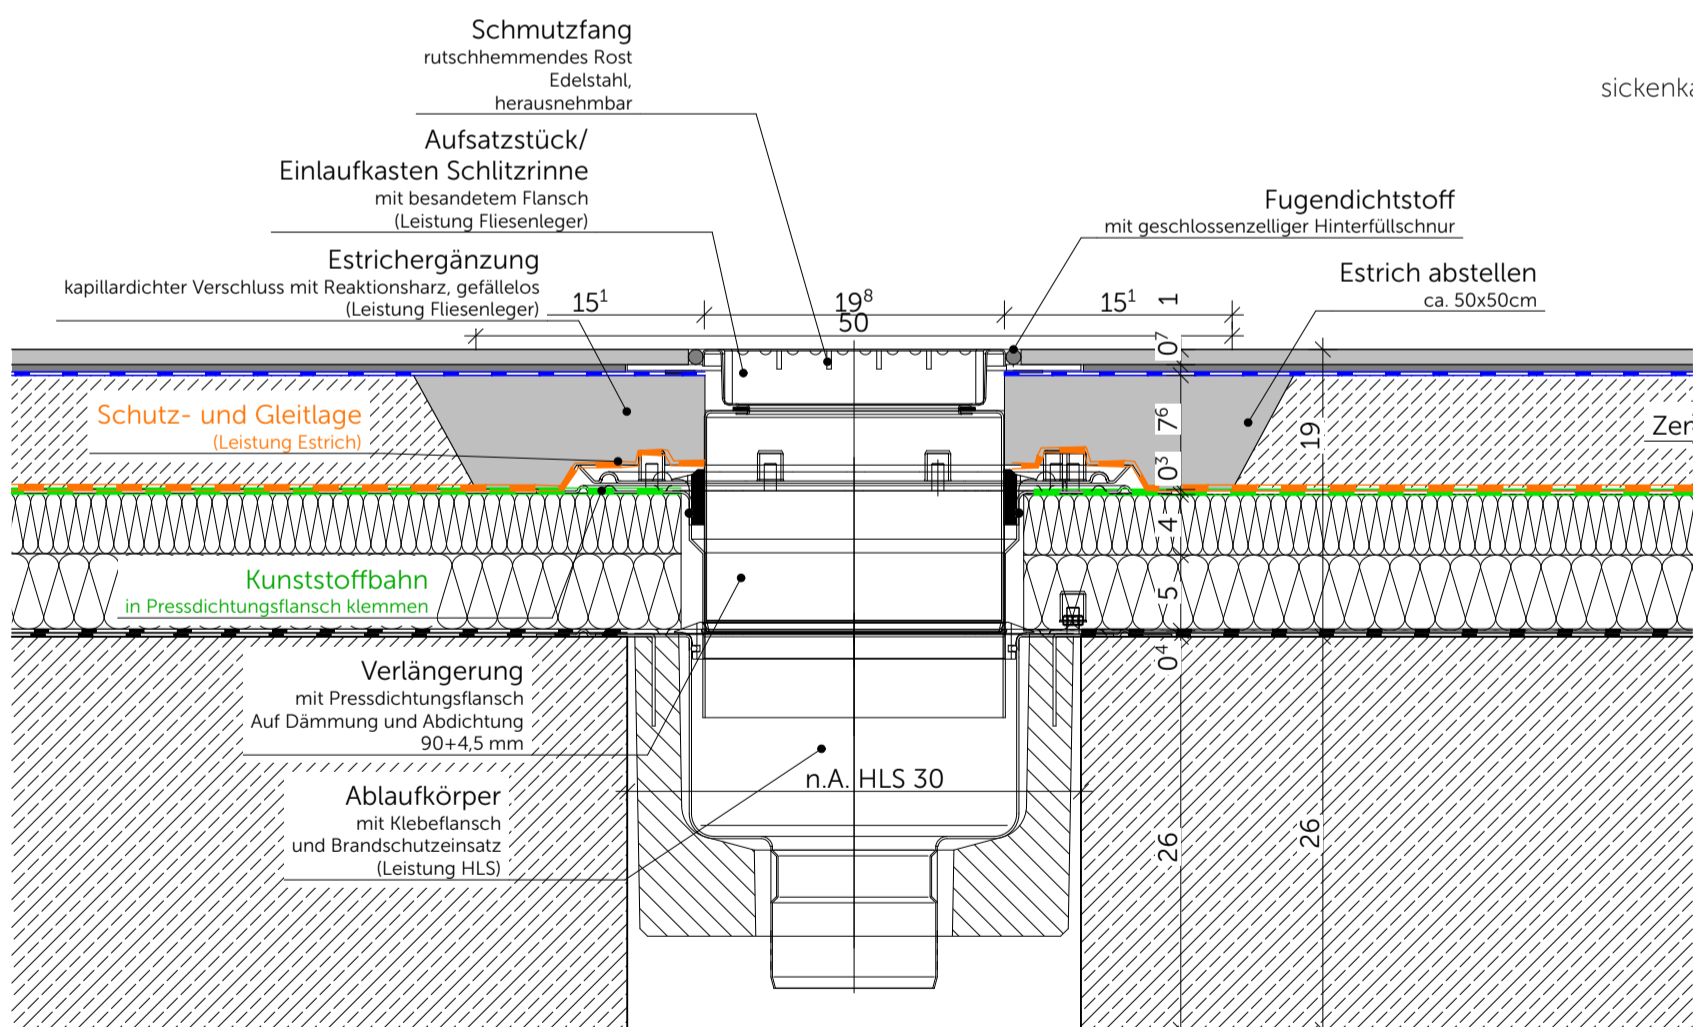 Schmutzfang
rutschhemmendes Rost
Edelstahl,
herausnehmbar
sickenka
Aufsatzstück/
Einlaufkasten Schlitzrinne
mit besandetem Flansch
(Leistung Fliesenleger)
Fugendichtstoff
mit geschlossenzelliger Hinterfüllschnur
Estrichergänzung
kapillardichter Verschluss mit Reaktionsharz, gefällelos
(Leistung Fliesenleger)
Estrich abstellen
ca. 50x50cm
15¹
19⁸
15¹
50
1
0⁷
7⁶
0³
4
5
0⁴
26
19
26
Schutz- und Gleitlage
(Leistung Estrich)
Zer
Kunststoffbahn
in Pressdichtungsflansch klemmen
Verlängerung
mit Pressdichtungsflansch
Auf Dämmung und Abdichtung
90+4,5 mm
n.A. HLS 30
Ablaufkörper
mit Klebeflansch
und Brandschutzeinsatz
(Leistung HLS)